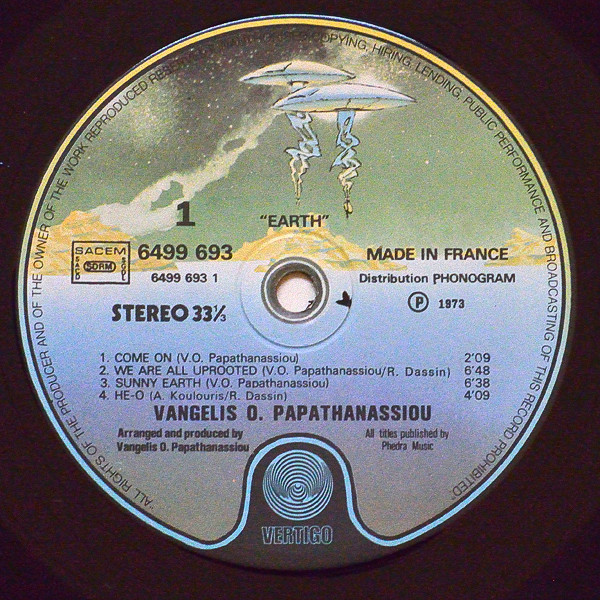 "ALL RIGHTS OF THE PRODUCER AND OF THE OWNER OF THE WORK REPRODUCED RESERVED UNAUTHORISED COPYING, HIRING, LENDING, PUBLIC PERFORMANCE AND BROADCASTING OF THIS RECORD PROHIBITED"
1
"EARTH"
SACEM
SACD
SDRM
SGDL
6499 693
MADE IN FRANCE
6499 693 1
Distribution PHONOGRAM
STEREO 33⅓
Ⓟ 1973
1. COME ON (V.O. Papathanassiou) 2'09
2. WE ARE ALL UPROOTED (V.O. Papathanassiou/R. Dassin) 6'48
3. SUNNY EARTH (V.O. Papathanassiou) 6'38
4. HE-O (A. Koulouris/R. Dassin) 4'09
VANGELIS O. PAPATHANASSIOU
Arranged and produced by
Vangelis O. Papathanassiou
All titles published by
Phedra Music
VERTIGO